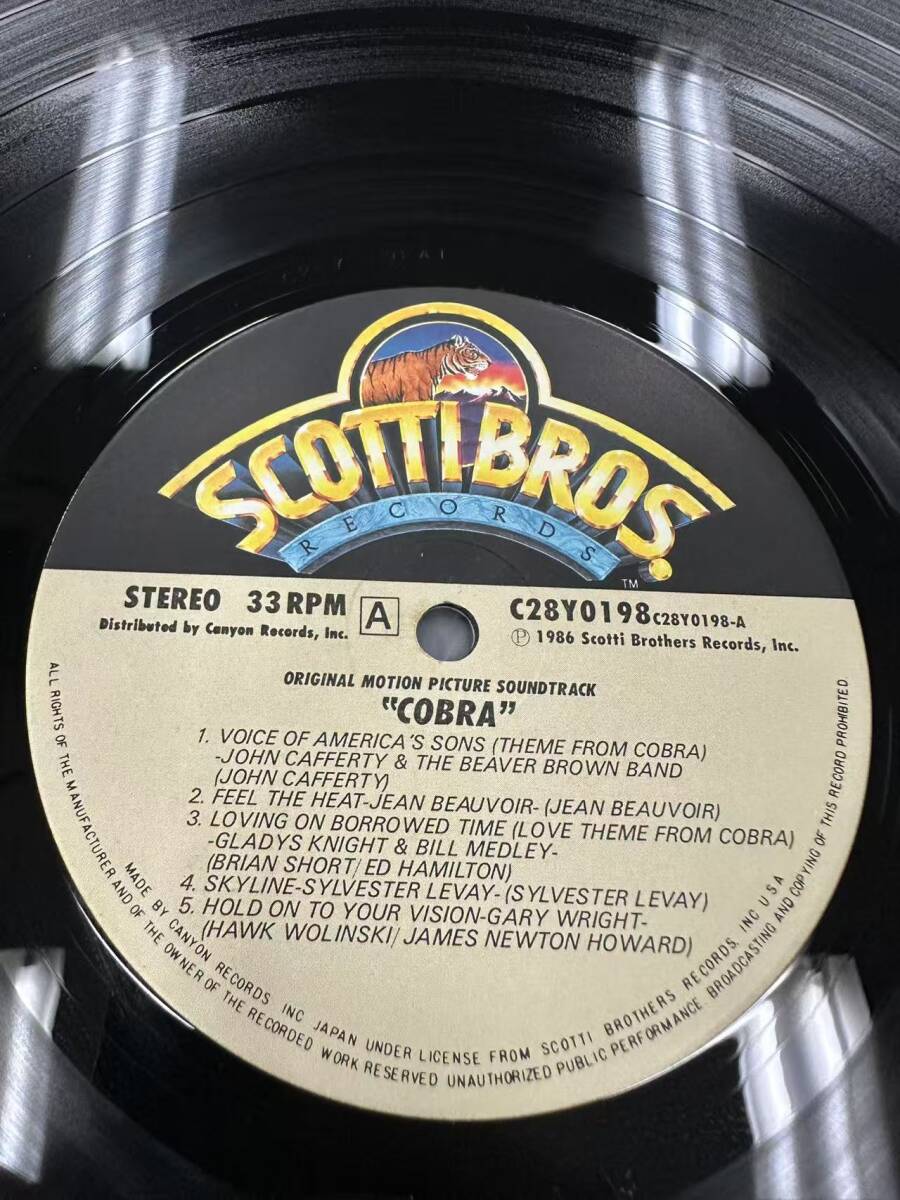 SCOTTI BROS.
RECORDS
TM
STEREO 33 RPM A C28Y0198 C28Y0198-A
Distributed by Canyon Records, Inc. Ⓟ 1986 Scotti Brothers Records, Inc.
ORIGINAL MOTION PICTURE SOUNDTRACK
"COBRA"
1. VOICE OF AMERICA'S SONS (THEME FROM COBRA)
-JOHN CAFFERTY & THE BEAVER BROWN BAND
(JOHN CAFFERTY)
2. FEEL THE HEAT-JEAN BEAUVOIR- (JEAN BEAUVOIR)
3. LOVING ON BORROWED TIME (LOVE THEME FROM COBRA)
-GLADYS KNIGHT & BILL MEDLEY-
(BRIAN SHORT/ED HAMILTON)
4. SKYLINE-SYLVESTER LEVAY- (SYLVESTER LEVAY)
5. HOLD ON TO YOUR VISION-GARY WRIGHT-
(HAWK WOLINSKI/JAMES NEWTON HOWARD)
MADE BY CANYON RECORDS INC JAPAN UNDER LICENSE FROM SCOTTI BROTHERS RECORDS, INC USA
ALL RIGHTS OF THE MANUFACTURER AND OF THE OWNER OF THE RECORDED WORK RESERVED UNAUTHORIZED PUBLIC PERFORMANCE BROADCASTING AND COPYING OF THIS RECORD PROHIBITED